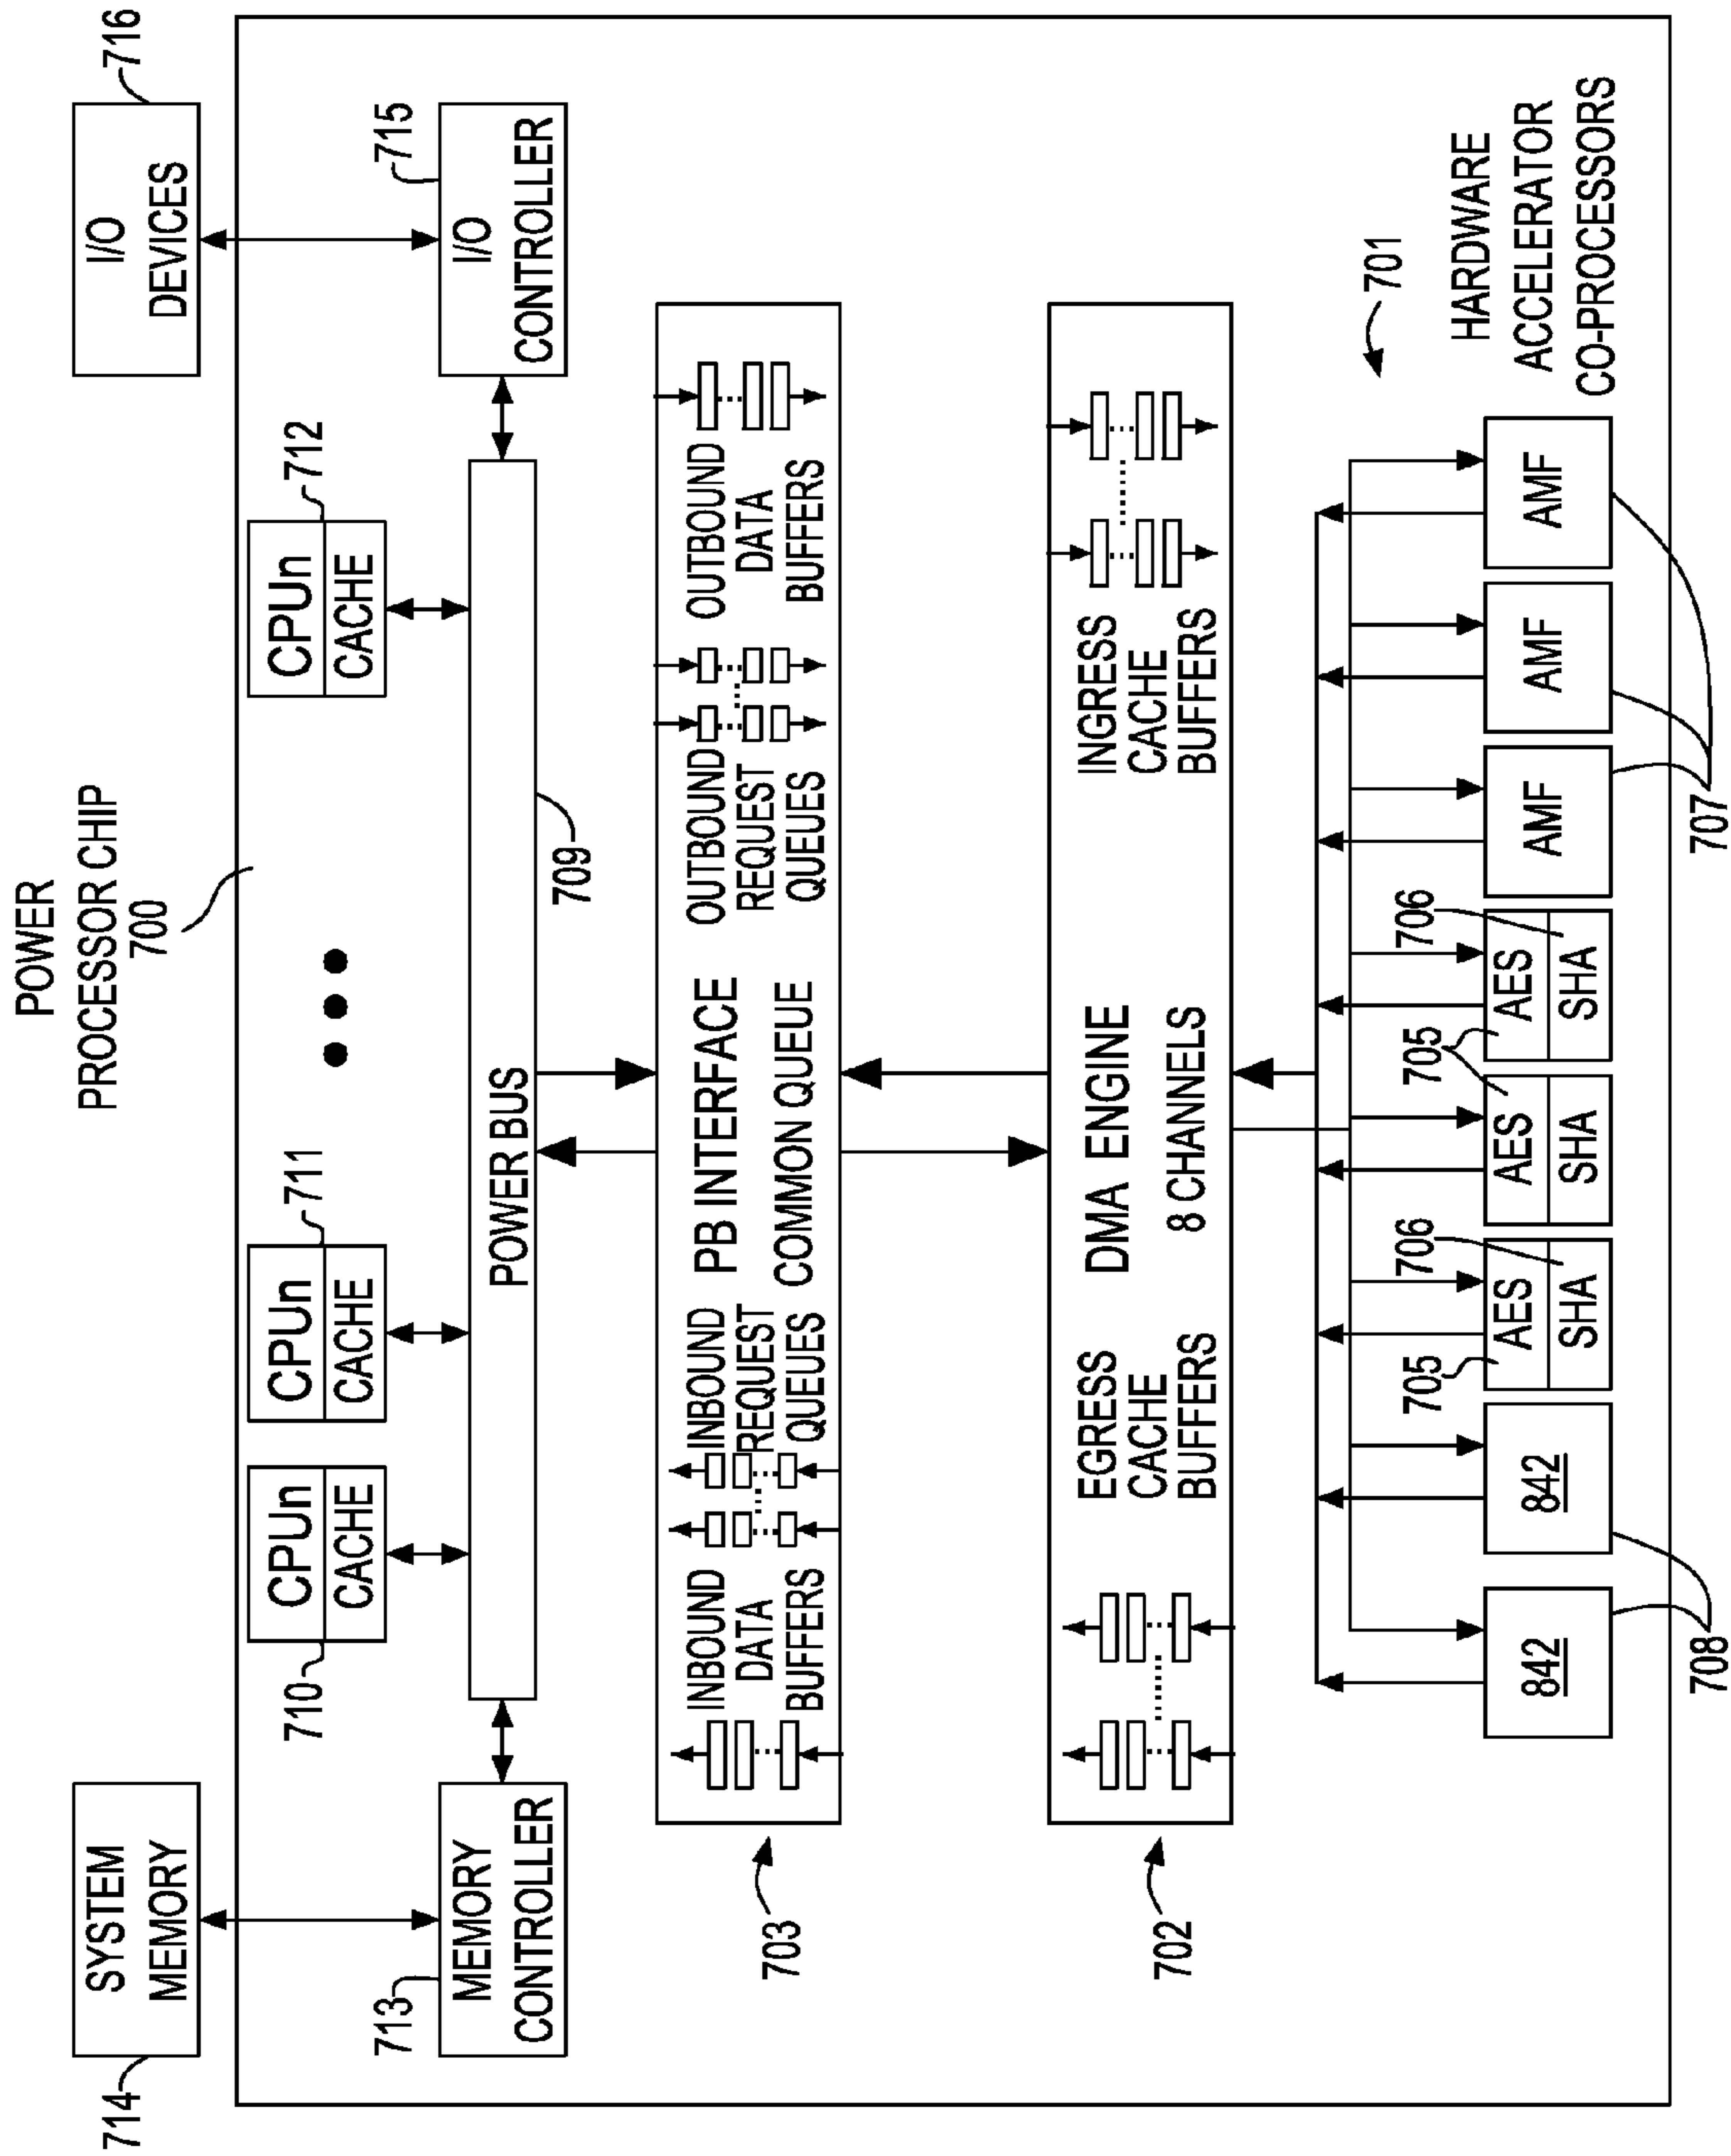 POWER
PROCESSOR CHIP
700
SYSTEM
MEMORY
714
I/O
DEVICES
716
710
CPUn
CACHE
711
CPUn
CACHE
712
CPUn
CACHE
713
MEMORY
CONTROLLER
POWER BUS
709
715
I/O
CONTROLLER
703
INBOUND
DATA
BUFFERS
INBOUND
REQUEST
QUEUES
PB INTERFACE
COMMON QUEUE
OUTBOUND
REQUEST
QUEUES
OUTBOUND
DATA
BUFFERS
702
EGRESS
CACHE
BUFFERS
DMA ENGINE
8 CHANNELS
INGRESS
CACHE
BUFFERS
701
HARDWARE
ACCELERATOR
CO-PROCESSORS
842
842
708
705
706
AES
SHA
AES
SHA
705
706
AES
SHA
AMF
AMF
AMF
707